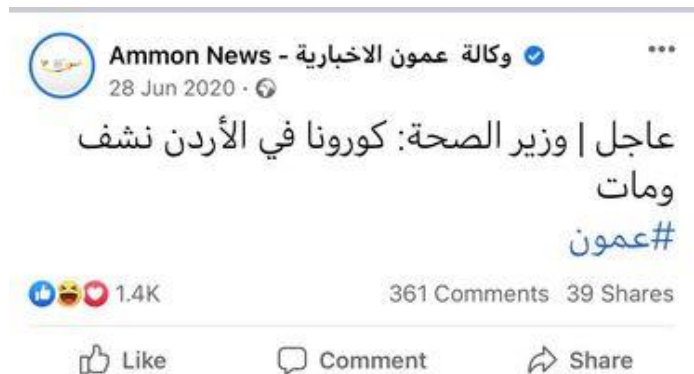 Ammon News - وكالة عمون الاخبارية
28 Jun 2020 ·
عاجل | وزير الصحة: كورونا في الأردن نشف
ومات
#عمون
1.4K 361 Comments 39 Shares
Like Comment Share